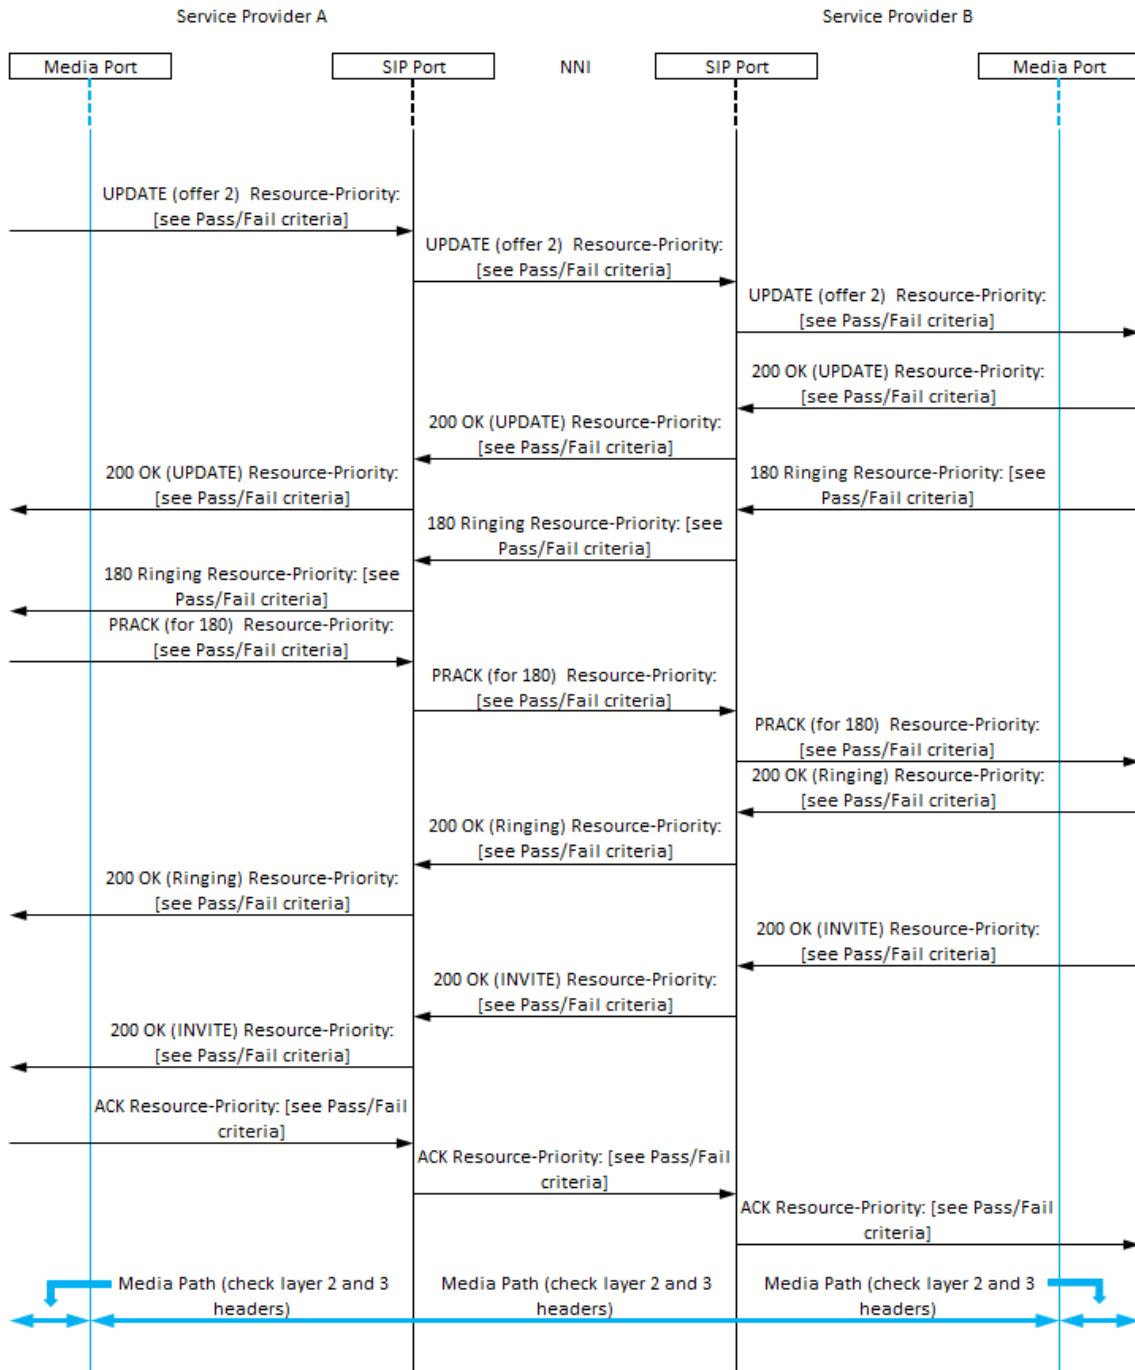 Service Provider A
Service Provider B
Media Port
SIP Port
NNI
SIP Port
Media Port
UPDATE (offer 2)  Resource-Priority:
[see Pass/Fail criteria]
UPDATE (offer 2)  Resource-Priority:
[see Pass/Fail criteria]
UPDATE (offer 2)  Resource-Priority:
[see Pass/Fail criteria]
200 OK (UPDATE) Resource-Priority:
[see Pass/Fail criteria]
200 OK (UPDATE) Resource-Priority:
[see Pass/Fail criteria]
200 OK (UPDATE) Resource-Priority:
[see Pass/Fail criteria]
180 Ringing Resource-Priority: [see
Pass/Fail criteria]
180 Ringing Resource-Priority: [see
Pass/Fail criteria]
180 Ringing Resource-Priority: [see
Pass/Fail criteria]
PRACK (for 180)  Resource-Priority:
[see Pass/Fail criteria]
PRACK (for 180)  Resource-Priority:
[see Pass/Fail criteria]
PRACK (for 180)  Resource-Priority:
[see Pass/Fail criteria]
200 OK (Ringing) Resource-Priority:
[see Pass/Fail criteria]
200 OK (Ringing) Resource-Priority:
[see Pass/Fail criteria]
200 OK (Ringing) Resource-Priority:
[see Pass/Fail criteria]
200 OK (INVITE) Resource-Priority:
[see Pass/Fail criteria]
200 OK (INVITE) Resource-Priority:
[see Pass/Fail criteria]
200 OK (INVITE) Resource-Priority:
[see Pass/Fail criteria]
ACK Resource-Priority: [see Pass/Fail
criteria]
ACK Resource-Priority: [see Pass/Fail
criteria]
ACK Resource-Priority: [see Pass/Fail
criteria]
Media Path (check layer 2 and 3
headers)
Media Path (check layer 2 and 3
headers)
Media Path (check layer 2 and 3
headers)